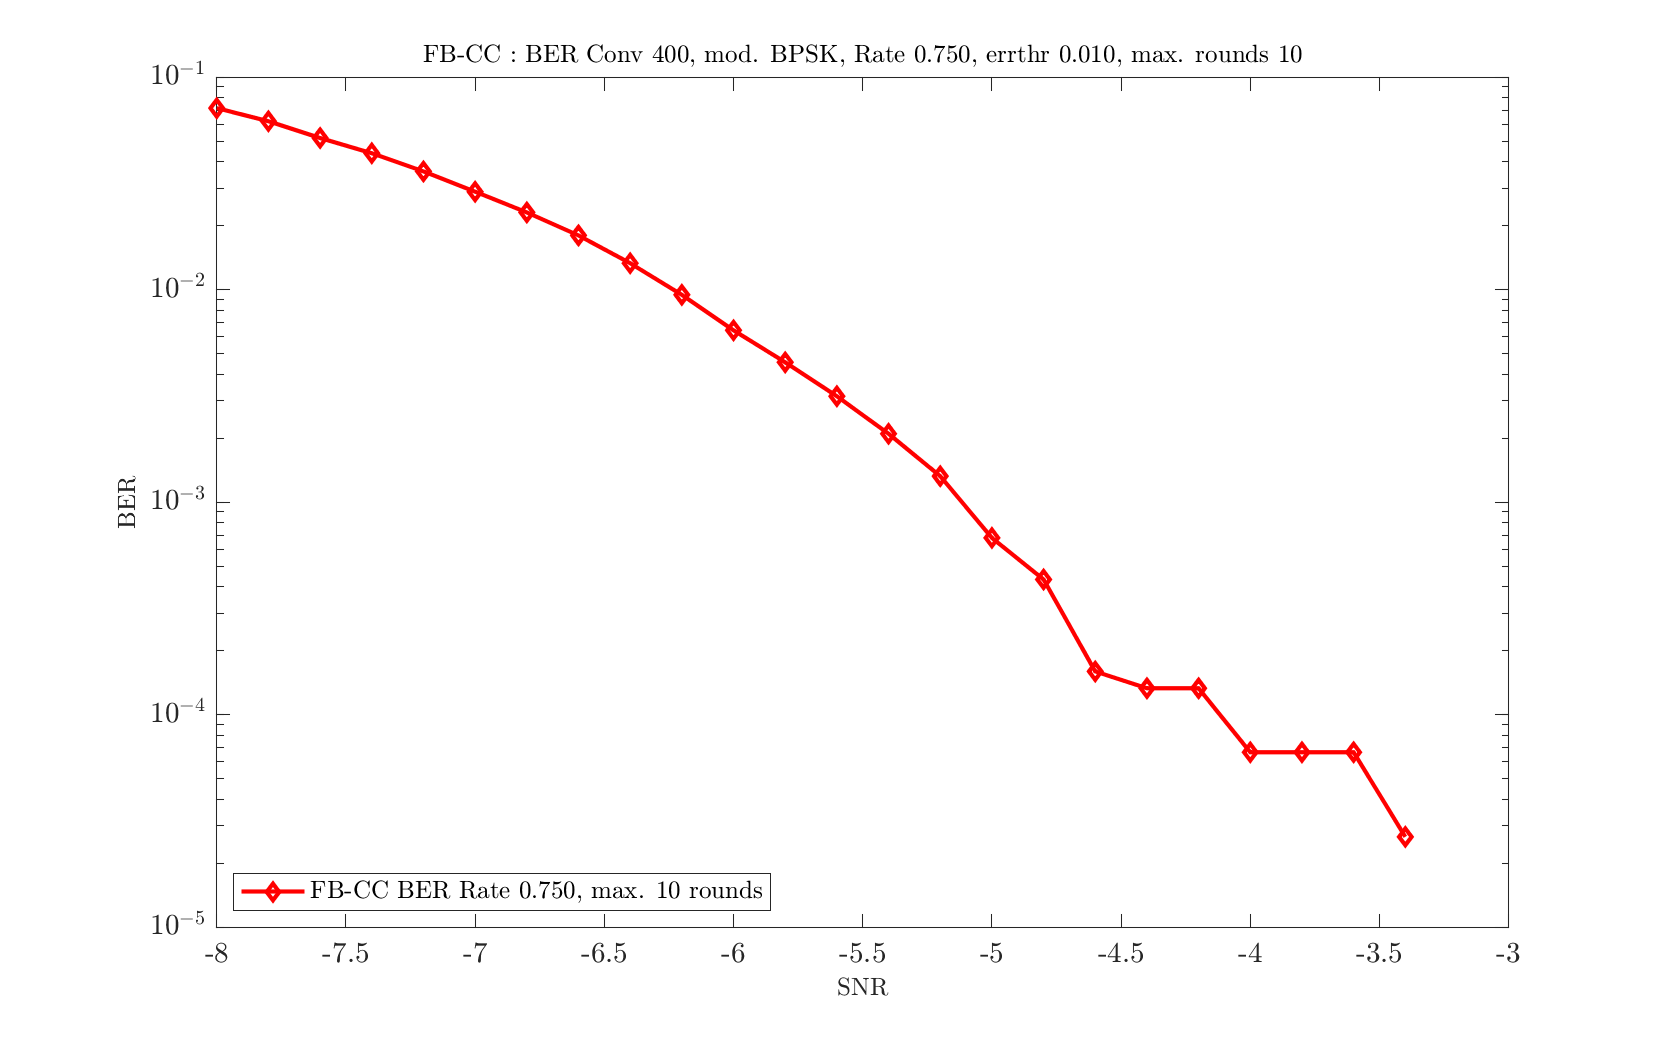 FB-CC : BER Conv 400, mod. BPSK, Rate 0.750, errthr 0.010, max. rounds 10
10⁻¹
10⁻²
10⁻³
10⁻⁴
10⁻⁵
BER
FB-CC BER Rate 0.750, max. 10 rounds
-8 -7.5 -7 -6.5 -6 -5.5 -5 -4.5 -4 -3.5 -3
SNR